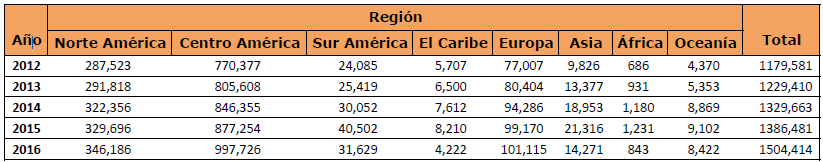 Región
Año Norte América Centro América Sur América El Caribe Europa Asia África Oceanía Total
2012 287,523 770,377 24,085 5,707 77,007 9,826 686 4,370 1179,581
2013 291,818 805,608 25,419 6,500 80,404 13,377 931 5,353 1229,410
2014 322,356 846,355 30,052 7,612 94,286 18,953 1,180 8,869 1329,663
2015 329,696 877,254 40,502 8,210 99,170 21,316 1,231 9,102 1386,481
2016 346,186 997,726 31,629 4,222 101,115 14,271 843 8,422 1504,414